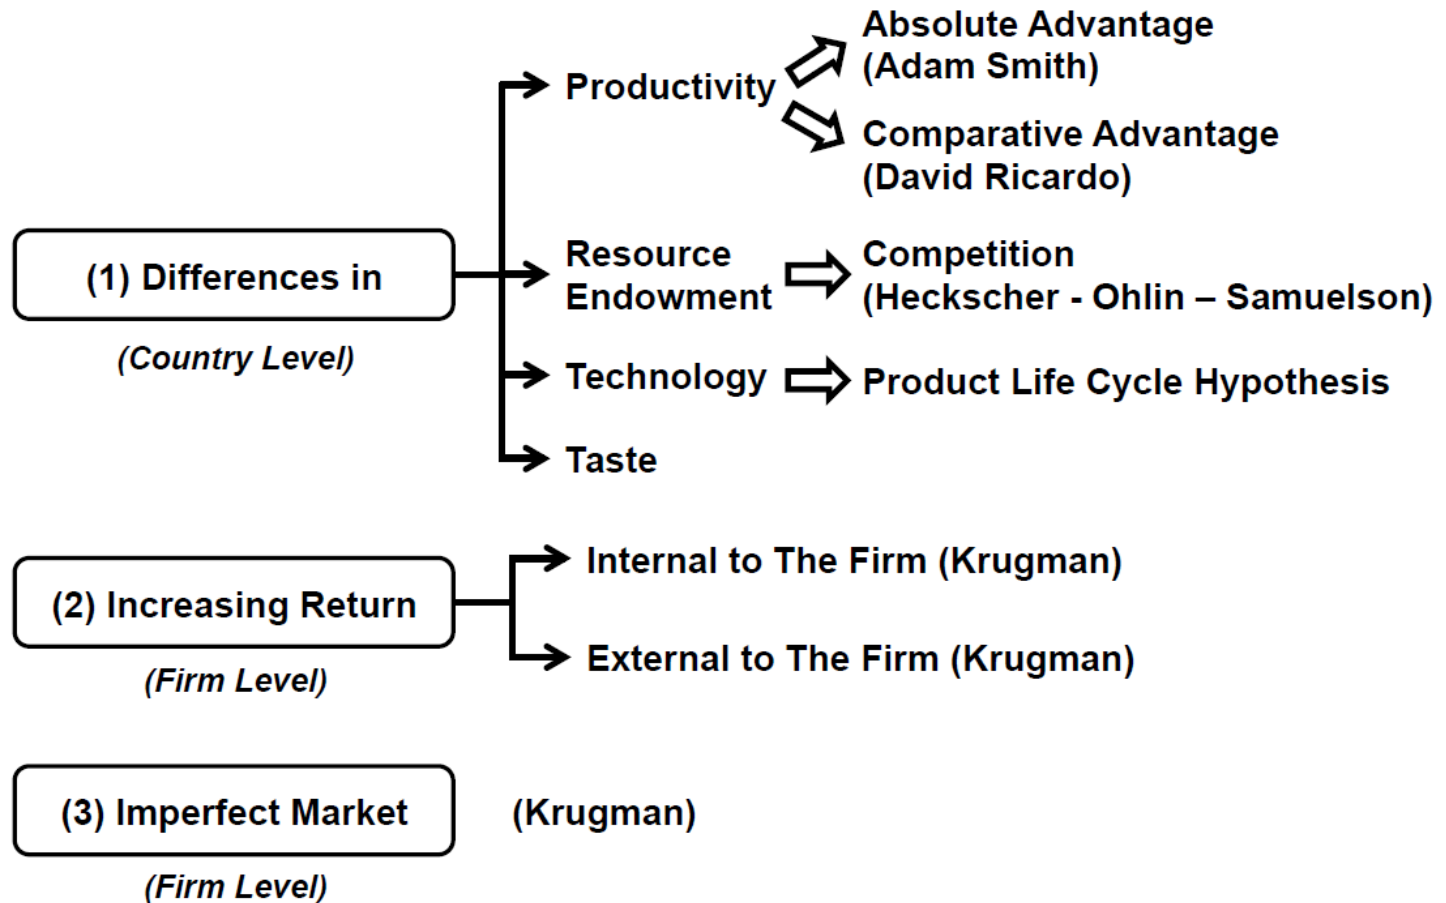 Absolute Advantage
(Adam Smith)
Productivity
Comparative Advantage
(David Ricardo)
(1) Differences in
(Country Level)
Resource
Endowment
Competition
(Heckscher - Ohlin – Samuelson)
Technology
Product Life Cycle Hypothesis
Taste
(2) Increasing Return
(Firm Level)
Internal to The Firm (Krugman)
External to The Firm (Krugman)
(3) Imperfect Market
(Krugman)
(Firm Level)